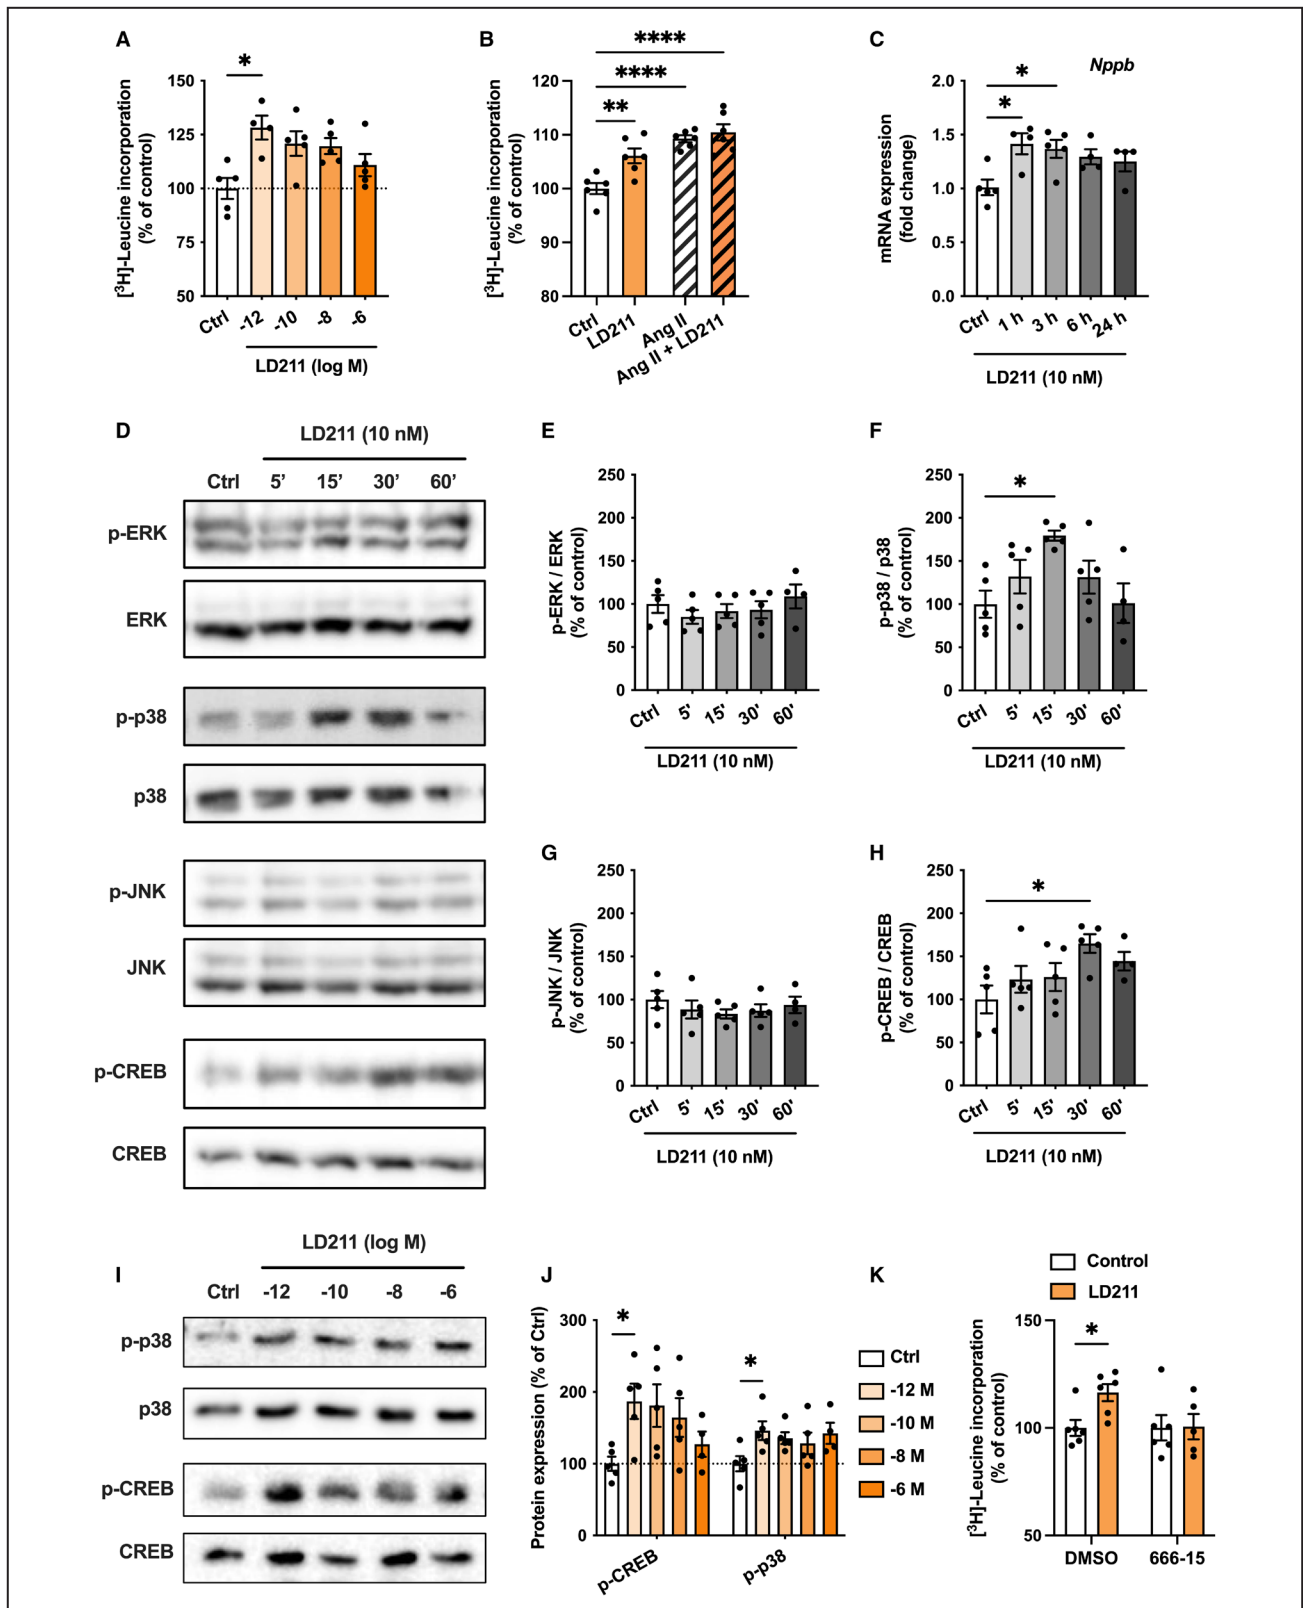 A
[³H]-Leucine incorporation
(% of control)
150
125
100
75
50
*
Ctrl
-12
-10
-8
-6
LD211 (log M)
B
[³H]-Leucine incorporation
(% of control)
120
110
100
90
80
****
****
**
Ctrl
LD211
Ang II
Ang II + LD211
C
Nppb
mRNA expression
(fold change)
2.0
1.5
1.0
0.5
0.0
*
*
Ctrl
1 h
3 h
6 h
24 h
LD211 (10 nM)
D
LD211 (10 nM)
Ctrl 5’ 15’ 30’ 60’
p-ERK
ERK
p-p38
p38
p-JNK
JNK
p-CREB
CREB
E
p-ERK / ERK
(% of control)
250
200
150
100
50
0
Ctrl
5'
15'
30'
60'
LD211 (10 nM)
F
p-p38 / p38
(% of control)
250
200
150
100
50
0
*
Ctrl
5'
15'
30'
60'
LD211 (10 nM)
G
p-JNK / JNK
(% of control)
250
200
150
100
50
0
Ctrl
5'
15'
30'
60'
LD211 (10 nM)
H
p-CREB / CREB
(% of control)
250
200
150
100
50
0
*
Ctrl
5'
15'
30'
60'
LD211 (10 nM)
I
LD211 (log M)
Ctrl -12 -10 -8 -6
p-p38
p38
p-CREB
CREB
J
Protein expression (% of Ctrl)
300
200
100
0
*
*
p-CREB
p-p38
Ctrl
-12 M
-10 M
-8 M
-6 M
K
Control
LD211
[³H]-Leucine incorporation
(% of control)
150
100
50
*
DMSO
666-15